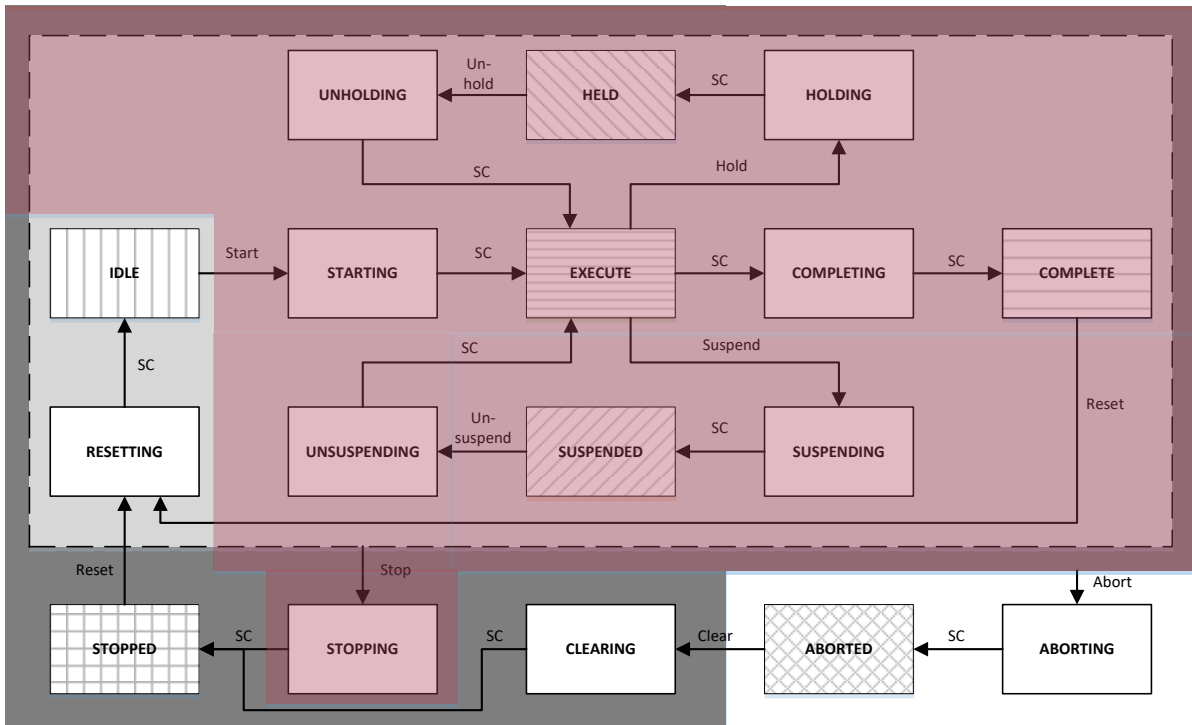 Un-
hold
SC
UNHOLDING
HELD
HOLDING
SC
Hold
Start
SC
SC
SC
IDLE
STARTING
EXECUTE
COMPLETING
COMPLETE
SC
SC
Suspend
Reset
Un-
suspend
SC
RESETTING
UNSUSPENDING
SUSPENDED
SUSPENDING
Reset
Stop
Abort
SC
SC
Clear
SC
STOPPED
STOPPING
CLEARING
ABORTED
ABORTING